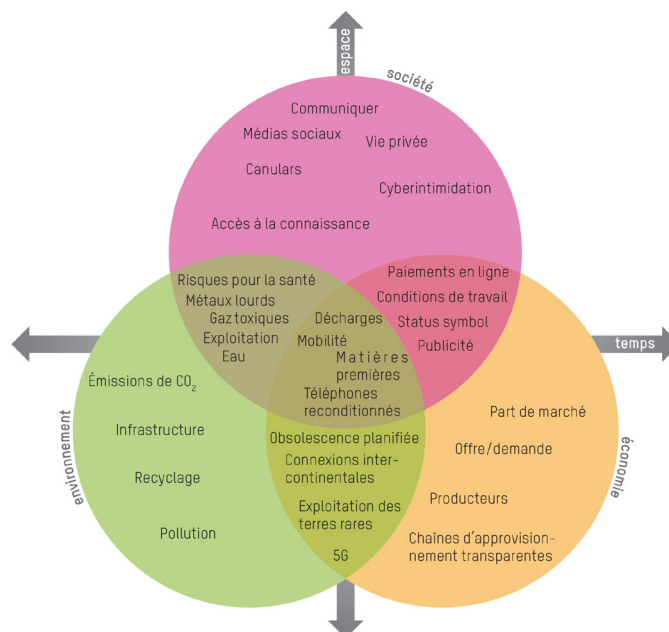 espace
société
Communiquer
Médias sociaux
Vie privée
Canulars
Cyberintimidation
Accès à la connaissance
Risques pour la santé
Métaux lourds
Gaz toxiques
Exploitation
Eau
Décharges
Mobilité
Matières
premières
Téléphones
reconditionnés
Paiements en ligne
Conditions de travail
Status symbol
Publicité
temps
environnement
Émissions de CO₂
Infrastructure
Recyclage
Pollution
Obsolescence planifiée
Connexions inter-
continentales
Exploitation des
terres rares
5G
Part de marché
Offre/demande
Producteurs
Chaînes d'approvision-
nement transparentes
économie